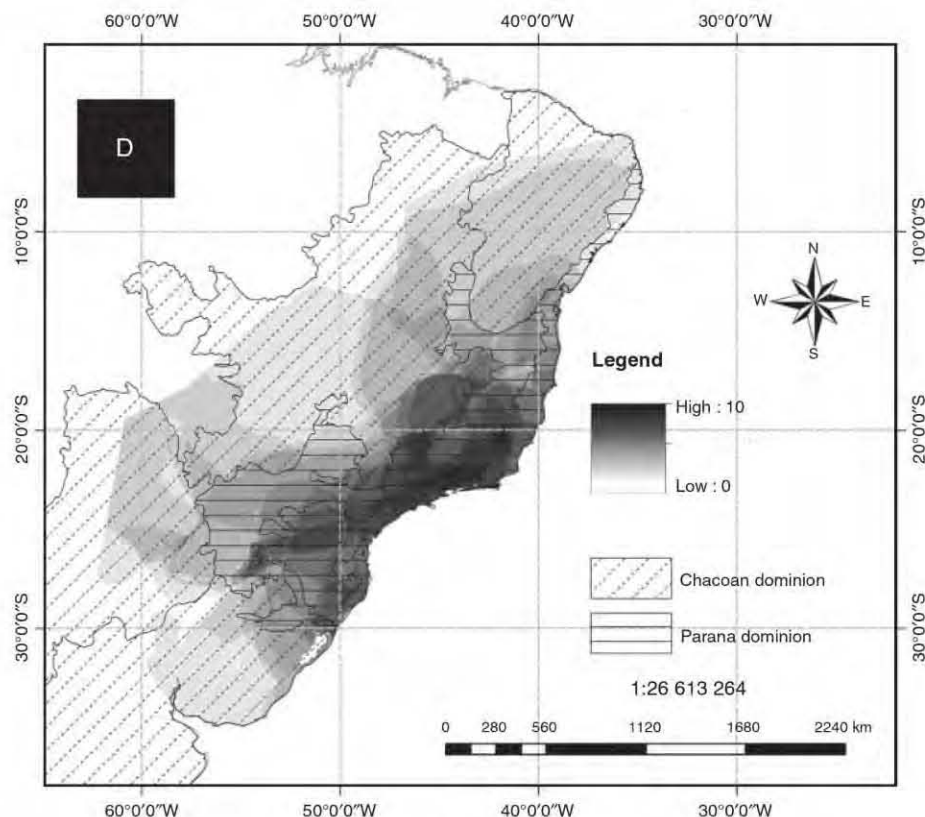 60°0'0"W 50°0'0"W 40°0'0"W 30°0'0"W
D
10°0'0"S 10°0'0"S
N
W E
S
Legend
High : 10
Low : 0
20°0'0"S 20°0'0"S
Chacoan dominion
Parana dominion
30°0'0"S 30°0'0"S
1:26 613 264
0 280 560 1120 1680 2240 km
60°0'0"W 50°0'0"W 40°0'0"W 30°0'0"W